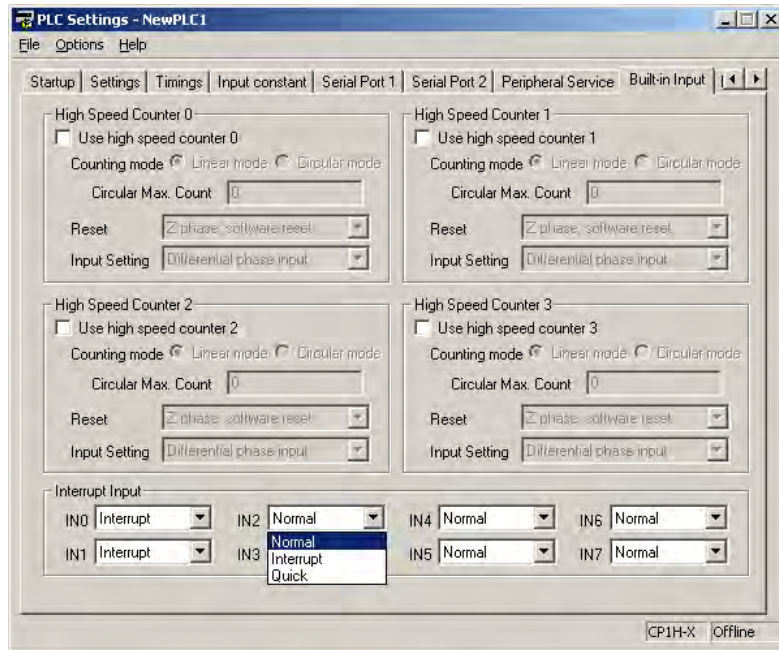 PLC Settings - NewPLC1
File Options Help
Startup Settings Timings Input constant Serial Port 1 Serial Port 2 Peripheral Service Built-in Input
High Speed Counter 0
Use high speed counter 0
Counting mode Linear mode Circular mode
Circular Max. Count 0
Reset Z phase, software reset
Input Setting Differential phase input
High Speed Counter 1
Use high speed counter 1
Counting mode Linear mode Circular mode
Circular Max. Count 0
Reset Z phase, software reset
Input Setting Differential phase input
High Speed Counter 2
Use high speed counter 2
Counting mode Linear mode Circular mode
Circular Max. Count 0
Reset Z phase, software reset
Input Setting Differential phase input
High Speed Counter 3
Use high speed counter 3
Counting mode Linear mode Circular mode
Circular Max. Count 0
Reset Z phase, software reset
Input Setting Differential phase input
Interrupt Input
IN0 Interrupt IN2 Normal IN4 Normal IN6 Normal
IN1 Interrupt IN3 Normal IN5 Normal IN7 Normal
Interrupt
Quick
CP1H-X Offline